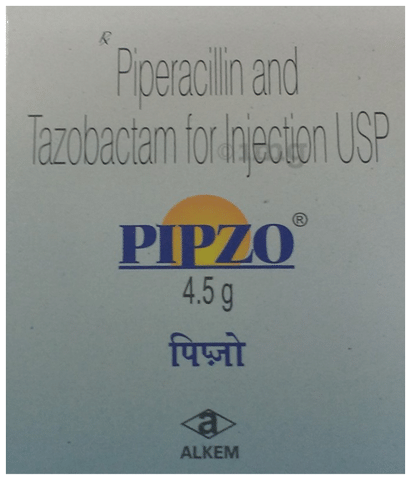 ℞
Piperacillin and
Tazobactam for Injection USP
PIPZO®
4.5 g
पिप्ज़ो
a
ALKEM